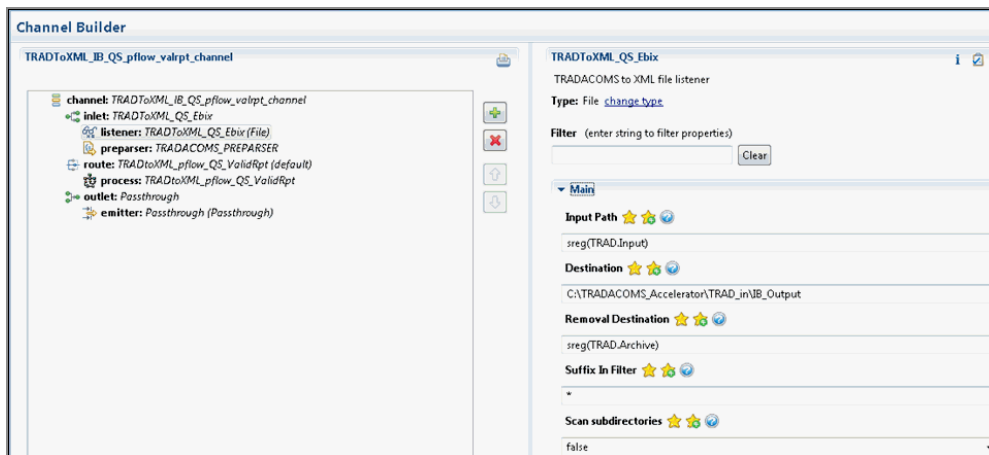 Channel Builder
TRADToXML_IB_QS_pflow_valrpt_channel
channel: TRADToXML_IB_QS_pflow_valrpt_channel
inlet: TRADToXML_QS_Ebix
listener: TRADToXML_QS_Ebix (File)
preparser: TRADACOMS_PREPARSER
route: TRADtoXML_pflow_QS_ValidRpt (default)
process: TRADtoXML_pflow_QS_ValidRpt
outlet: Passthrough
emitter: Passthrough (Passthrough)
TRADToXML_QS_Ebix
TRADACOMS to XML file listener
Type: File change type
Filter (enter string to filter properties)
Clear
Main
Input Path
sreg(TRAD.Input)
Destination
C:\TRADACOMS_Accelerator\TRAD_in\IB_Output
Removal Destination
sreg(TRAD.Archive)
Suffix In Filter
*
Scan subdirectories
false